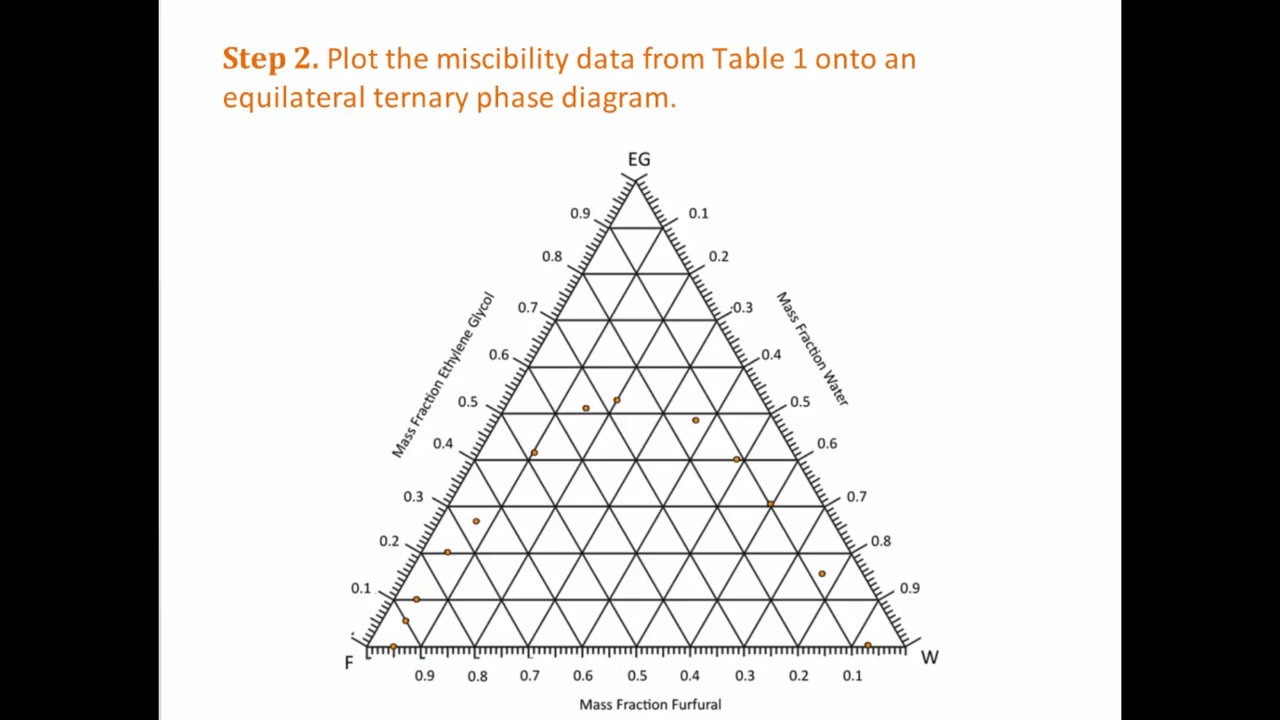 Step 2. Plot the miscibility data from Table 1 onto an
equilateral ternary phase diagram.
EG
0.9
0.1
0.8
0.2
0.7
0.3
0.6
0.4
0.5
0.5
0.4
0.6
0.3
0.7
0.2
0.8
0.1
0.9
Mass Fraction Ethylene Glycol
Mass Fraction Water
F
W
0.9 0.8 0.7 0.6 0.5 0.4 0.3 0.2 0.1
Mass Fraction Furfural